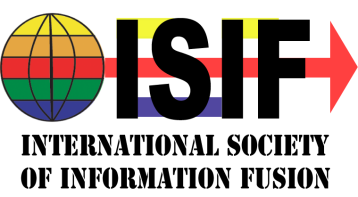 ISIF
INTERNATIONAL SOCIETY
OF INFORMATION FUSION